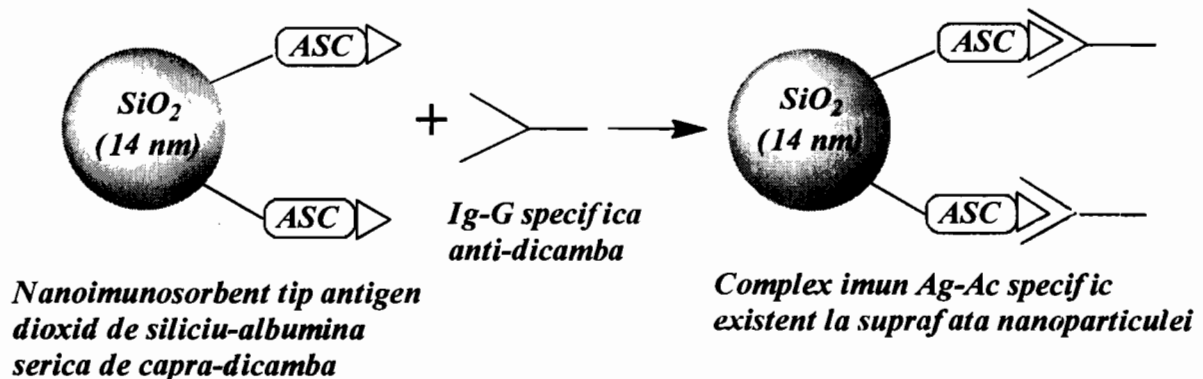 SiO2
(14 nm)
ASC
ASC
+
Ig-G specifica
anti-dicamba
SiO2
(14 nm)
ASC
ASC
Nanoimunosorbent tip antigen
dioxid de siliciu-albumina
serica de capra-dicamba
Complex imun Ag-Ac specific
existent la suprafata nanoparticulei